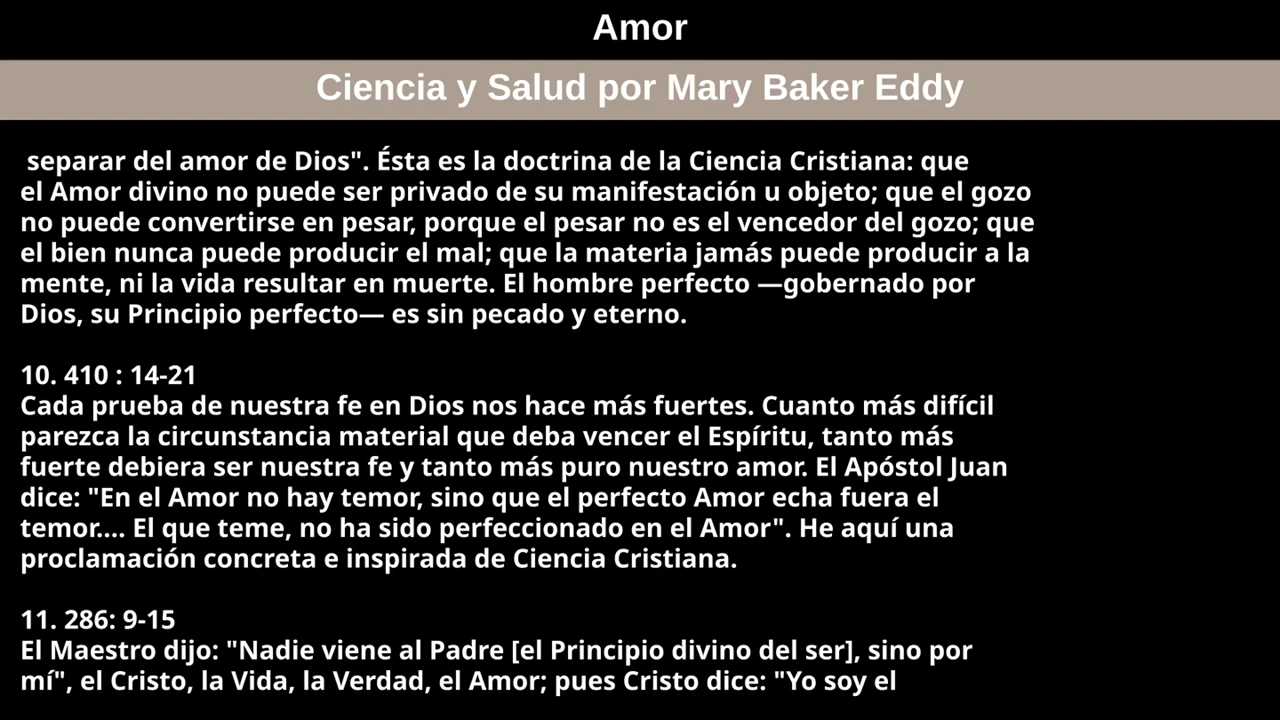 Amor
Ciencia y Salud por Mary Baker Eddy
separar del amor de Dios". Ésta es la doctrina de la Ciencia Cristiana: que
el Amor divino no puede ser privado de su manifestación u objeto; que el gozo
no puede convertirse en pesar, porque el pesar no es el vencedor del gozo; que
el bien nunca puede producir el mal; que la materia jamás puede producir a la
mente, ni la vida resultar en muerte. El hombre perfecto —gobernado por
Dios, su Principio perfecto— es sin pecado y eterno.
10. 410 : 14-21
Cada prueba de nuestra fe en Dios nos hace más fuertes. Cuanto más difícil
parezca la circunstancia material que deba vencer el Espíritu, tanto más
fuerte debiera ser nuestra fe y tanto más puro nuestro amor. El Apóstol Juan
dice: "En el Amor no hay temor, sino que el perfecto Amor echa fuera el
temor.... El que teme, no ha sido perfeccionado en el Amor". He aquí una
proclamación concreta e inspirada de Ciencia Cristiana.
11. 286: 9-15
El Maestro dijo: "Nadie viene al Padre [el Principio divino del ser], sino por
mí", el Cristo, la Vida, la Verdad, el Amor; pues Cristo dice: "Yo soy el